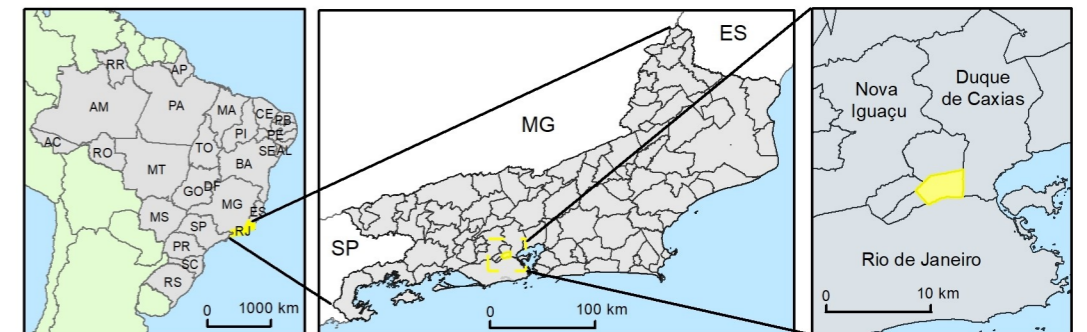 RR
AP
AM
PA
MA
CE
PB
PI
PE
AC
TO
SE
AL
RO
BA
MT
DF
GO
MG
MS
ES
SP
RJ
PR
SC
RS
0
1000 km
ES
MG
SP
0
100 km
Nova
Iguaçu
Duque
de Caxias
Rio de Janeiro
0
10 km